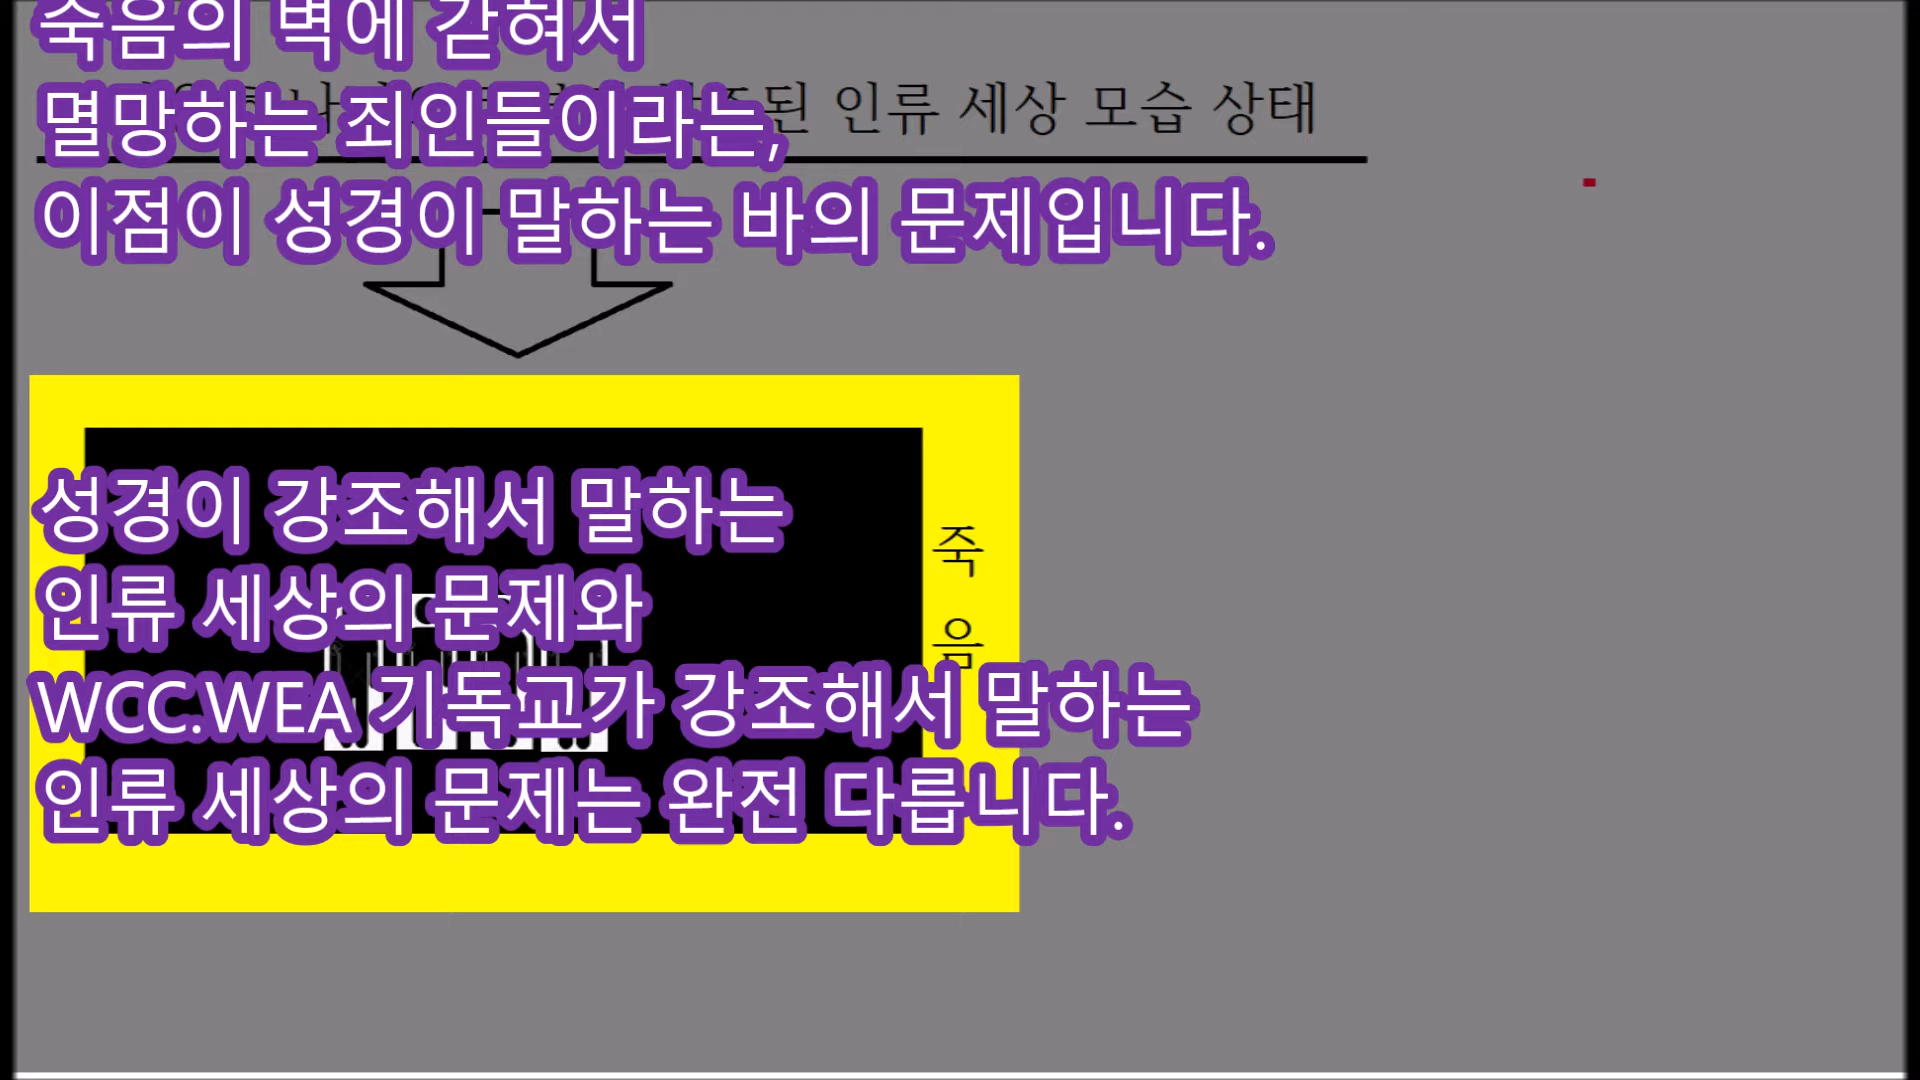 죽음의 벽에 갇혀서
멸망하는 죄인들이라는,
인류 세상 모습 상태
이점이 성경이 말하는 바의 문제입니다.
성경이 강조해서 말하는
죽
음
인류 세상의 문제와
WCC.WEA 기독교가 강조해서 말하는
인류 세상의 문제는 완전 다릅니다.